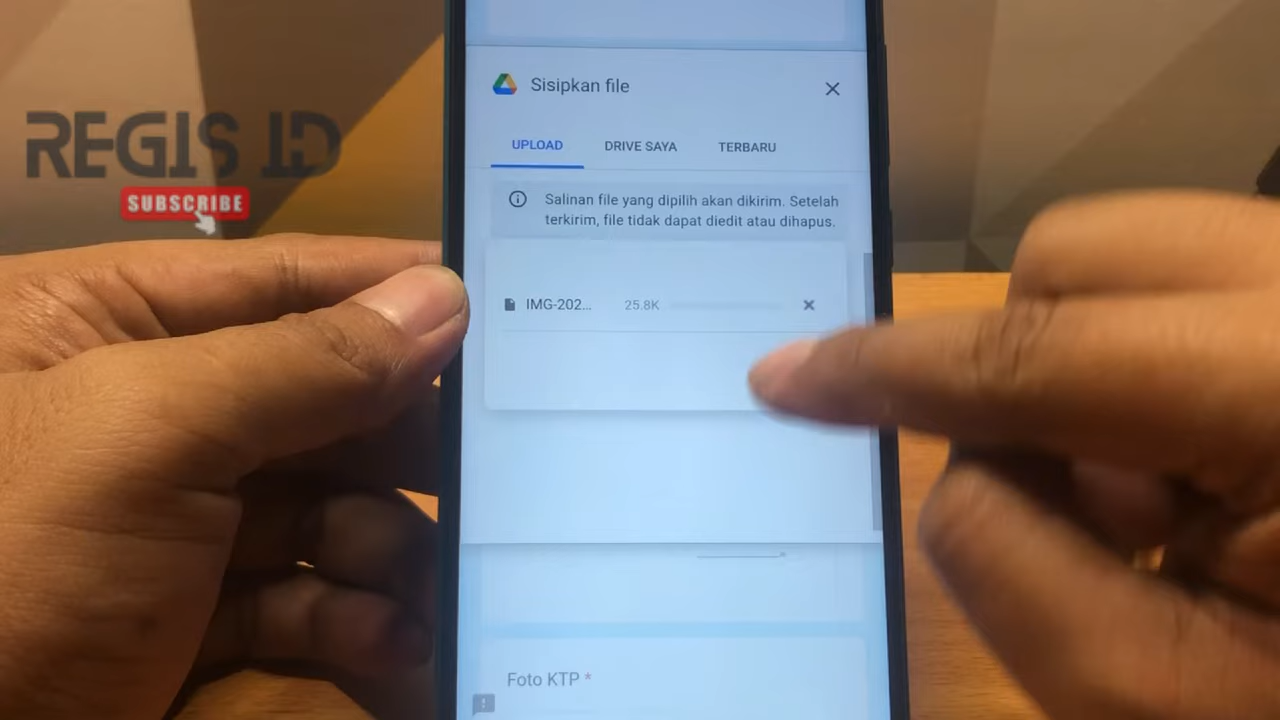 Sisipkan file
REGIS ID
SUBSCRIBE
UPLOAD DRIVE SAYA TERBARU
Salinan file yang dipilih akan dikirim. Setelah
terkirim, file tidak dapat diedit atau dihapus.
IMG-202... 25.8K
Foto KTP *